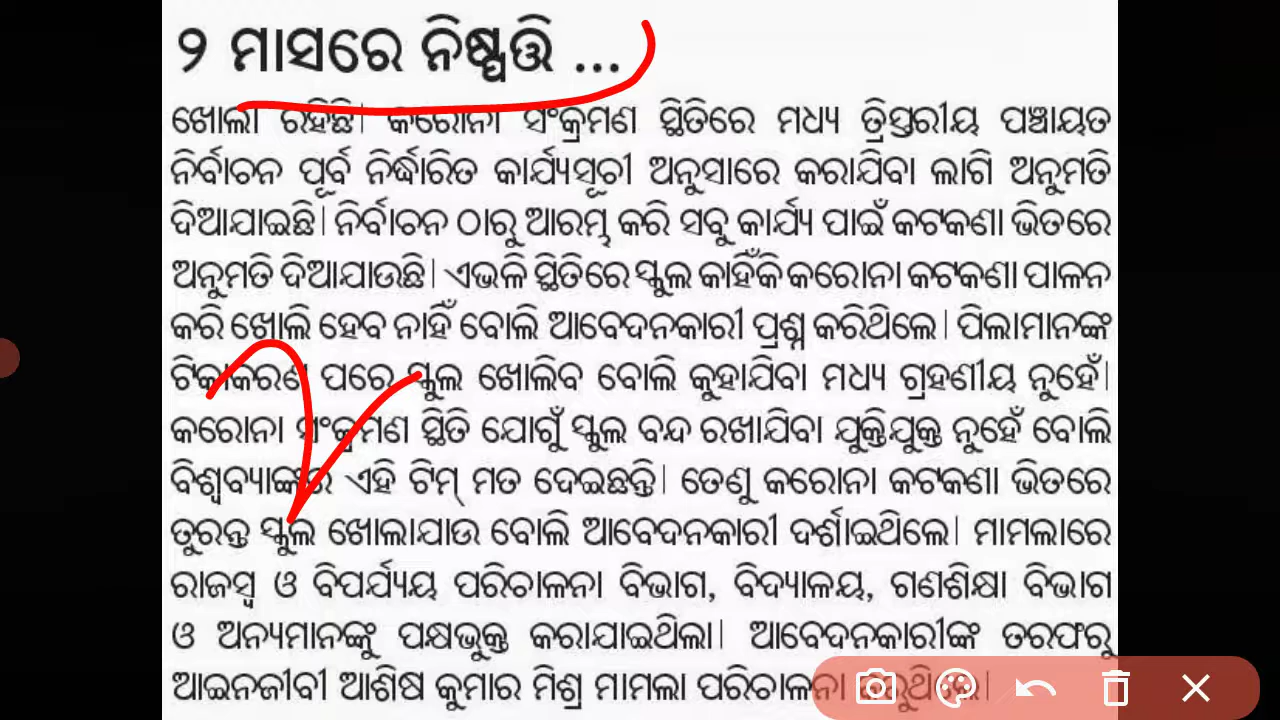 ୨ ମାସରେ ନିଷ୍ପତ୍ତି ...
ଖୋଲା ରହିଛି। କରୋନା ସଂକ୍ରମଣ ସ୍ଥିତିରେ ମଧ୍ୟ ତ୍ରିସ୍ତରୀୟ ପଞ୍ଚାୟତ
ନିର୍ବାଚନ ପୂର୍ବ ନିର୍ଦ୍ଧାରିତ କାର୍ଯ୍ୟସୂଚୀ ଅନୁସାରେ କରାଯିବା ଲାଗି ଅନୁମତି
ଦିଆଯାଇଛି। ନିର୍ବାଚନ ଠାରୁ ଆରମ୍ଭ କରି ସବୁ କାର୍ଯ୍ୟ ପାଇଁ କଟକଣା ଭିତରେ
ଅନୁମତି ଦିଆଯାଉଛି। ଏଭଳି ସ୍ଥିତିରେ ସ୍କୁଲ କାହିଁକି କରୋନା କଟକଣା ପାଳନ
କରି ଖୋଲି ହେବ ନାହିଁ ବୋଲି ଆବେଦନକାରୀ ପ୍ରଶ୍ନ କରିଥିଲେ। ପିଲାମାନଙ୍କ
ଟିକାକରଣ ପରେ ସ୍କୁଲ ଖୋଲିବ ବୋଲି କୁହାଯିବା ମଧ୍ୟ ଗ୍ରହଣୀୟ ନୁହେଁ।
କରୋନା ସଂକ୍ରମଣ ସ୍ଥିତି ଯୋଗୁଁ ସ୍କୁଲ ବନ୍ଦ ରଖାଯିବା ଯୁକ୍ତିଯୁକ୍ତ ନୁହେଁ ବୋଲି
ବିଶ୍ୱବ୍ୟାଙ୍କର ଏହି ଟିମ୍ ମତ ଦେଇଛନ୍ତି। ତେଣୁ କରୋନା କଟକଣା ଭିତରେ
ତୁରନ୍ତ ସ୍କୁଲ ଖୋଲାଯାଉ ବୋଲି ଆବେଦନକାରୀ ଦର୍ଶାଇଥିଲେ। ମାମଲାରେ
ରାଜସ୍ୱ ଓ ବିପର୍ଯ୍ୟୟ ପରିଚାଳନା ବିଭାଗ, ବିଦ୍ୟାଳୟ, ଗଣଶିକ୍ଷା ବିଭାଗ
ଓ ଅନ୍ୟମାନଙ୍କୁ ପକ୍ଷଭୁକ୍ତ କରାଯାଇଥିଲା। ଆବେଦନକାରୀଙ୍କ ତରଫରୁ
ଆଇନଜୀବୀ ଆଶିଷ କୁମାର ମିଶ୍ର ମାମଲା ପରିଚାଳନା କରୁଥିଲେ।